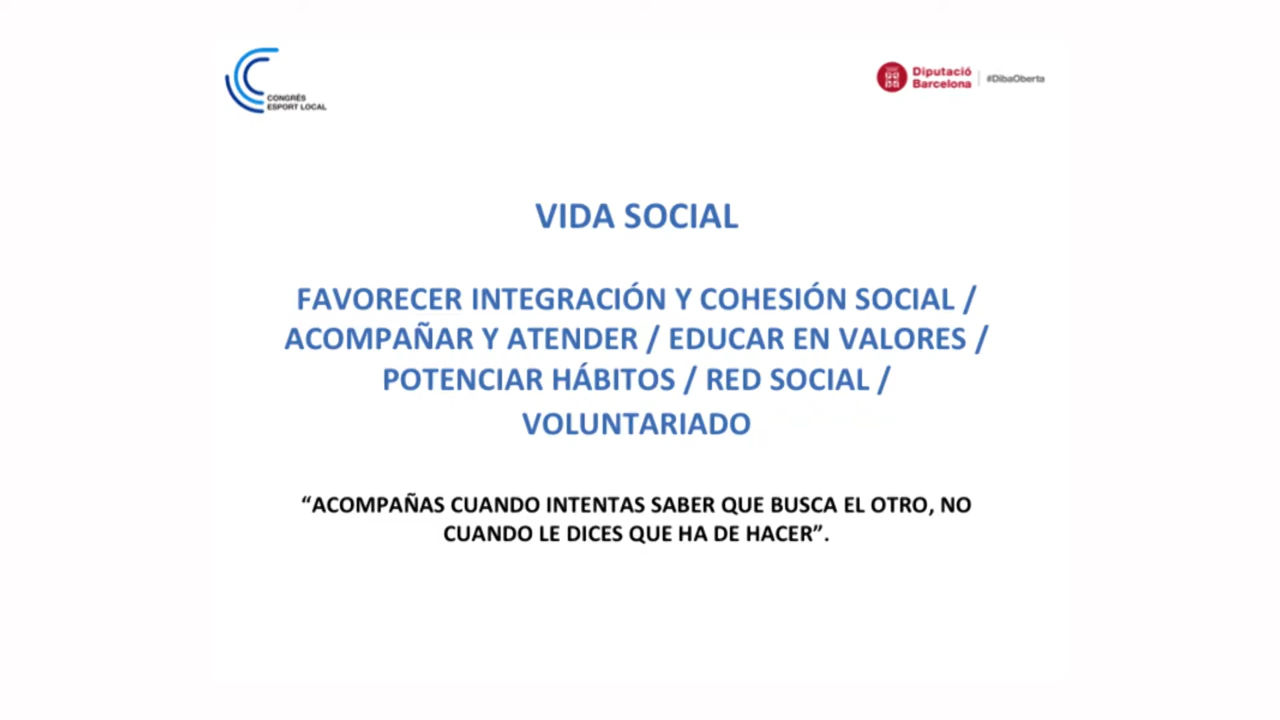 CONGRÉS
ESPORT LOCAL
Diputació
Barcelona
#DibaOberta
VIDA SOCIAL
FAVORECER INTEGRACIÓN Y COHESIÓN SOCIAL /
ACOMPAÑAR Y ATENDER / EDUCAR EN VALORES /
POTENCIAR HÁBITOS / RED SOCIAL /
VOLUNTARIADO
“ACOMPAÑAS CUANDO INTENTAS SABER QUE BUSCA EL OTRO, NO
CUANDO LE DICES QUE HA DE HACER”.